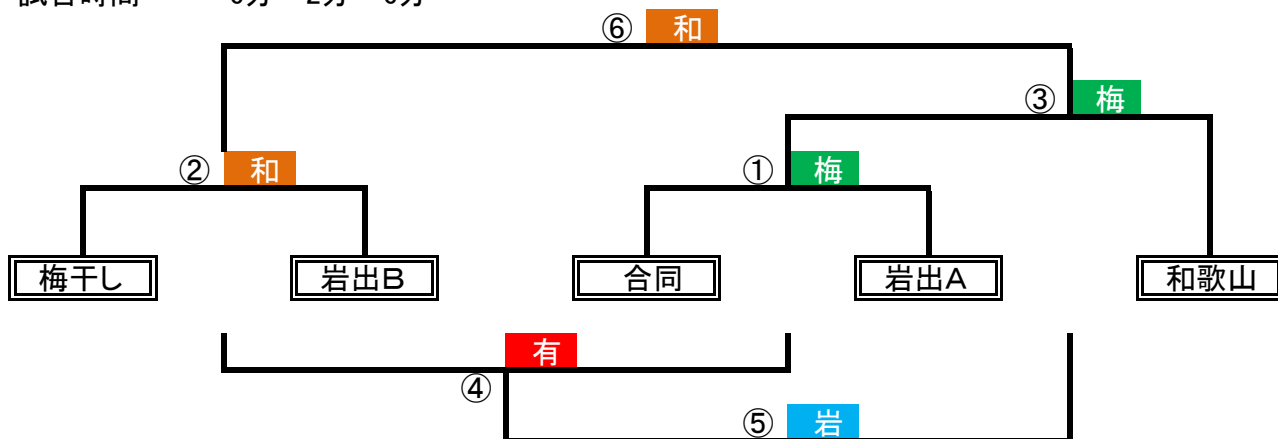 ⑥ 和
③ 梅
② 和 ① 梅
梅干し 岩出B 合同 岩出A 和歌山
有
④
⑤ 岩